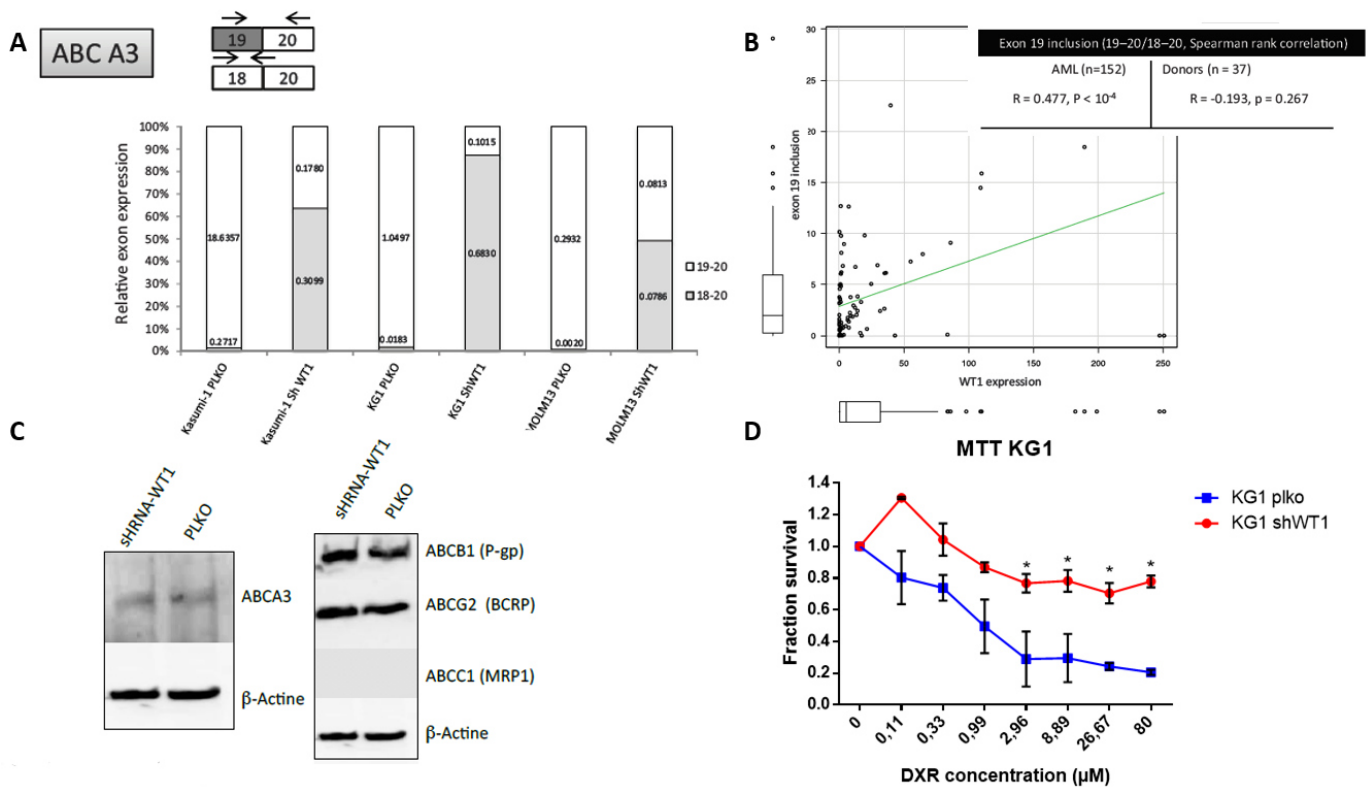 A
ABC A3
19 20
18 20
100%
90%
80%
70%
60%
50%
40%
30%
20%
10%
0%
Relative exon expression
18.6357
0.2717
0.1780
0.3099
1.0497
0.0183
0.1015
0.6830
0.2932
0.0020
0.0813
0.0786
19-20
18-20
Kasumi-1 PLKO
Kasumi-1 Sh WT1
KG1 PLKO
KG1 ShWT1
MOLM13 PLKO
MOLM13 ShWT1
B
Exon 19 inclusion (19–20/18–20, Spearman rank correlation)
AML (n=152) Donors (n = 37)
R = 0.477, P < 10-4 R = -0.193, p = 0.267
30
25
20
15
10
5
0
exon 19 inclusion
0 50 100 150 200 250
WT1 expression
C
sHRNA-WT1 PLKO
ABCA3
β-Actine
sHRNA-WT1 PLKO
ABCB1 (P-gp)
ABCG2 (BCRP)
ABCC1 (MRP1)
β-Actine
D
MTT KG1
1.4
1.2
1.0
0.8
0.6
0.4
0.2
0.0
Fraction survival
* * * *
KG1 plko
KG1 shWT1
0 0,11 0,33 0,99 2,96 8,89 26,67 80
DXR concentration (µM)